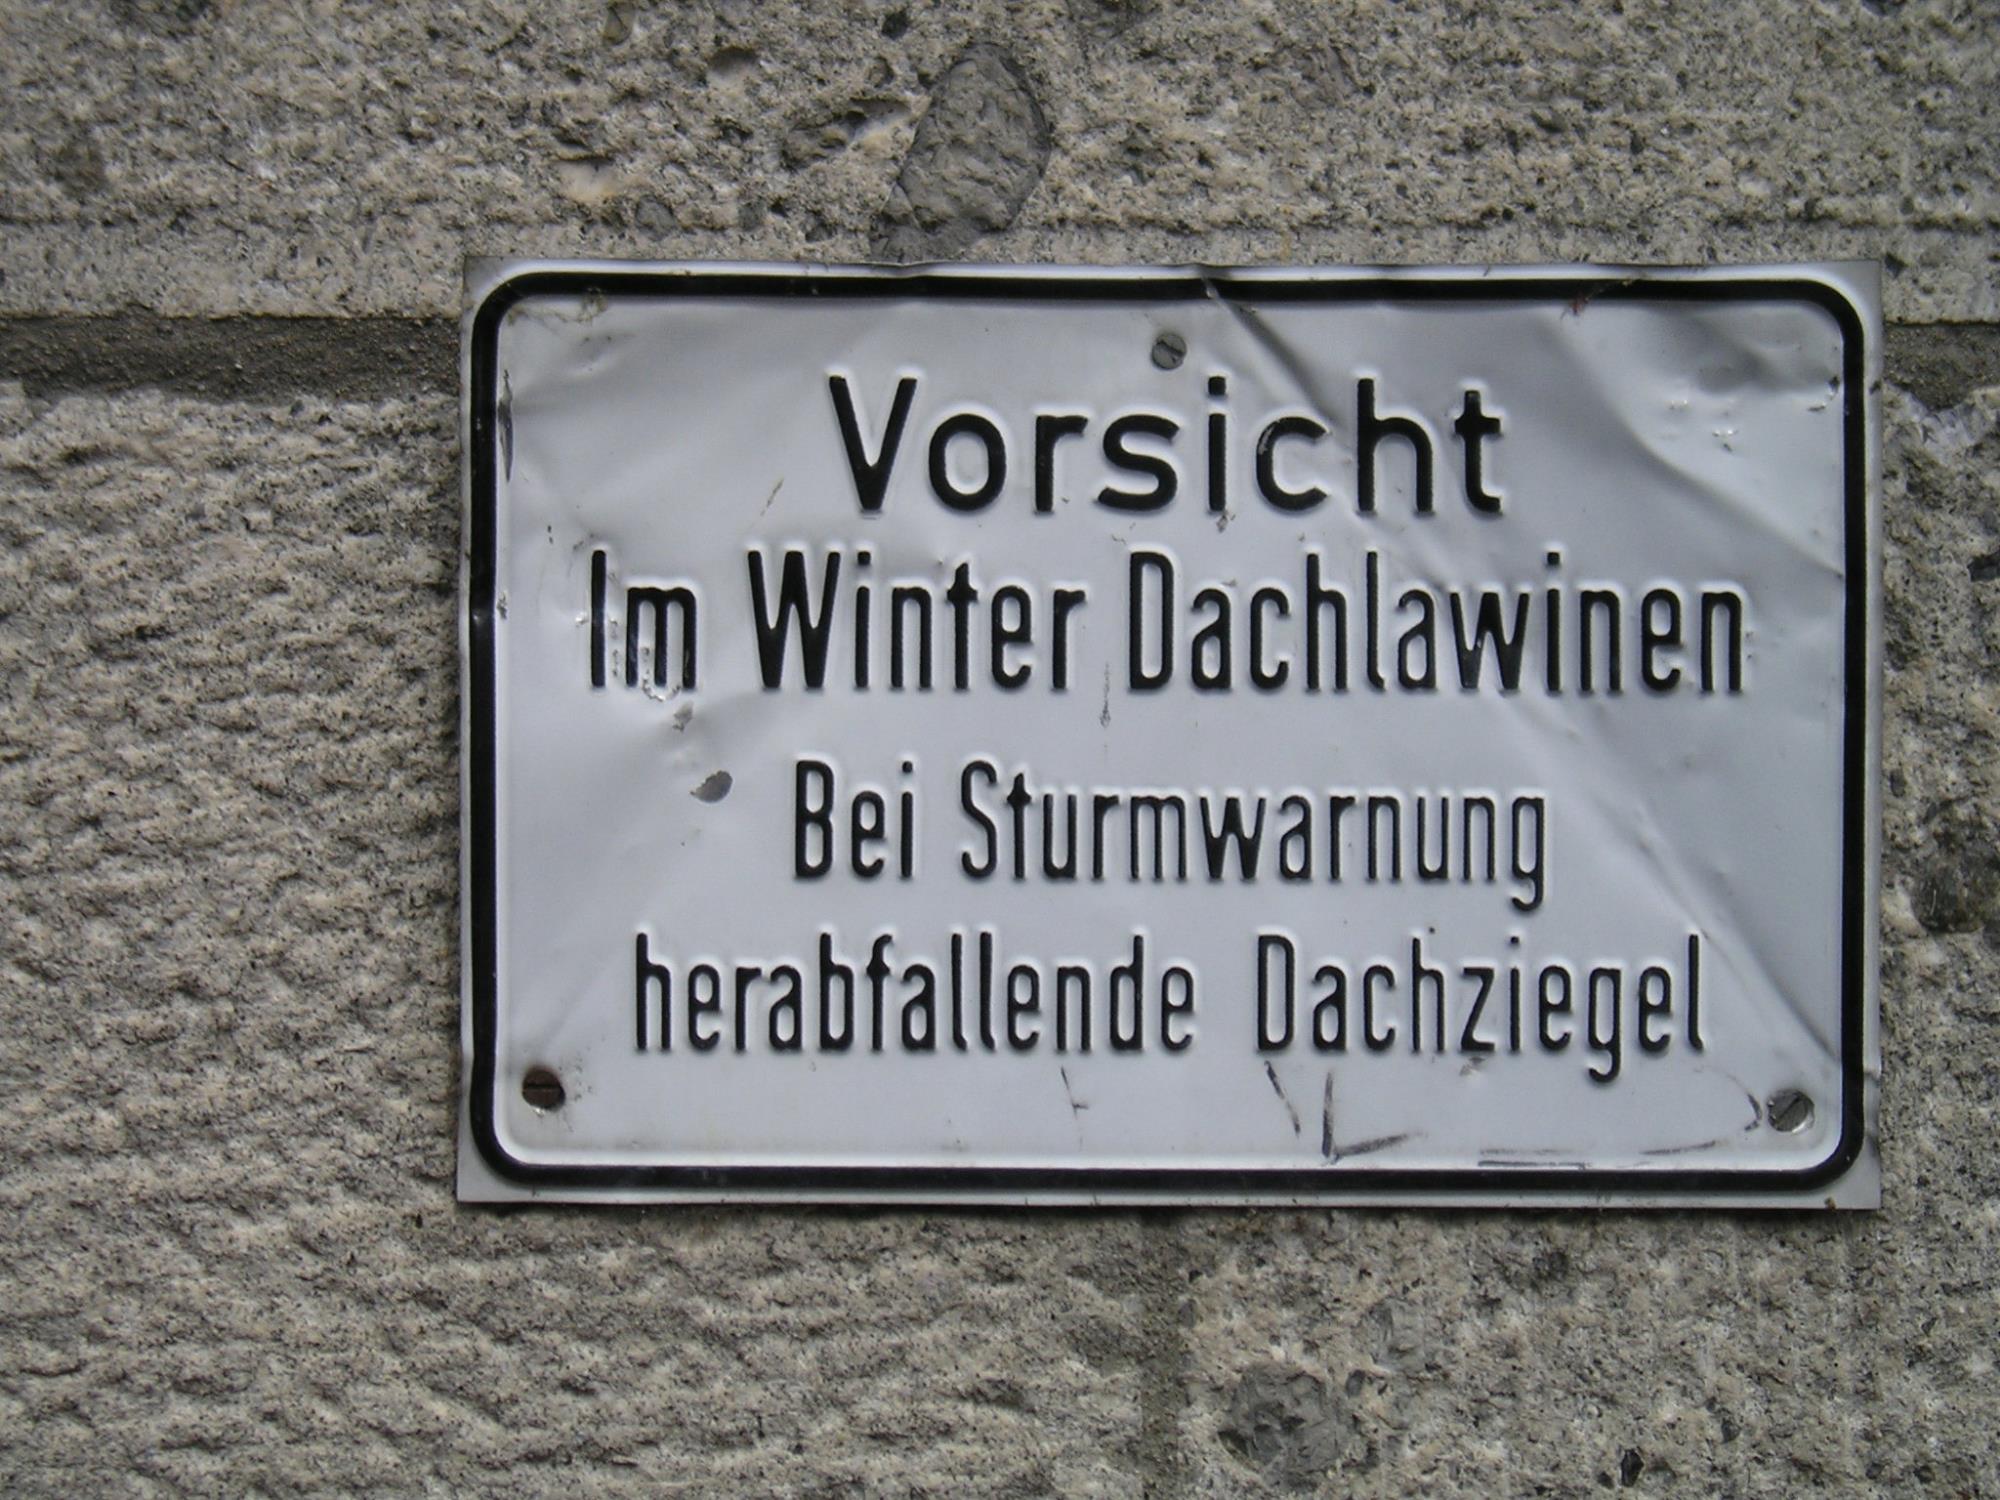 Vorsicht
Im Winter Dachlawinen
Bei Sturmwarnung
herabfallende Dachziegel